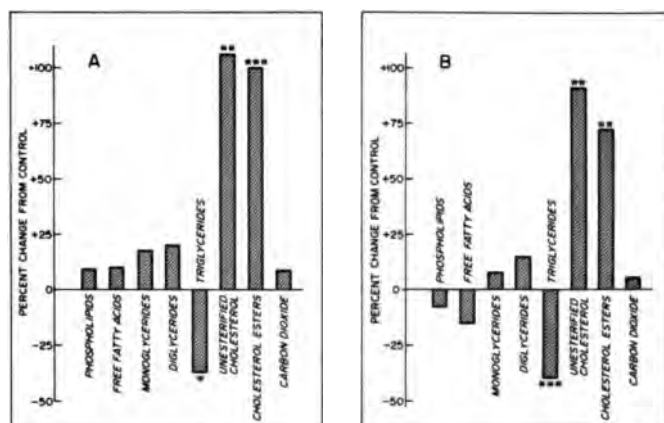 A
PERCENT CHANGE FROM CONTROL
+100
+75
+50
+25
0
−25
−50
PHOSPHOLIPIDS
FREE FATTY ACIDS
MONOGLYCERIDES
DIGLYCERIDES
TRIGLYCERIDES
*
UNESTERIFIED
CHOLESTEROL
**
CHOLESTEROL ESTERS
***
CARBON DIOXIDE
B
PERCENT CHANGE FROM CONTROL
+100
+75
+50
+25
0
−25
−50
PHOSPHOLIPIDS
FREE FATTY ACIDS
MONOGLYCERIDES
DIGLYCERIDES
TRIGLYCERIDES
***
UNESTERIFIED
CHOLESTEROL
**
CHOLESTEROL ESTERS
**
CARBON DIOXIDE